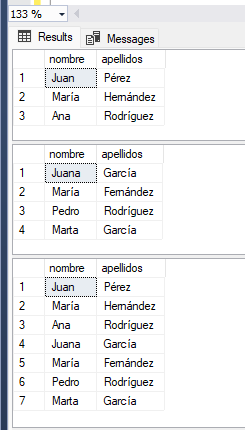 133 %
Results Messages
nombre apellidos
1 Juan Pérez
2 María Hernández
3 Ana Rodríguez
nombre apellidos
1 Juana García
2 María Fernández
3 Pedro Rodríguez
4 Marta García
nombre apellidos
1 Juan Pérez
2 María Hernández
3 Ana Rodríguez
4 Juana García
5 María Fernández
6 Pedro Rodríguez
7 Marta García